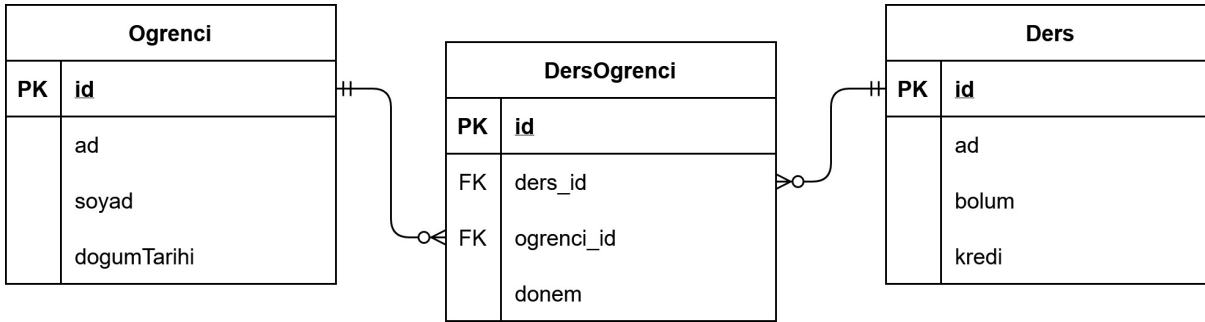 Ogrenci
PK id
ad
soyad
dogumTarihi
DersOgrenci
PK id
FK ders_id
FK ogrenci_id
donem
Ders
PK id
ad
bolum
kredi